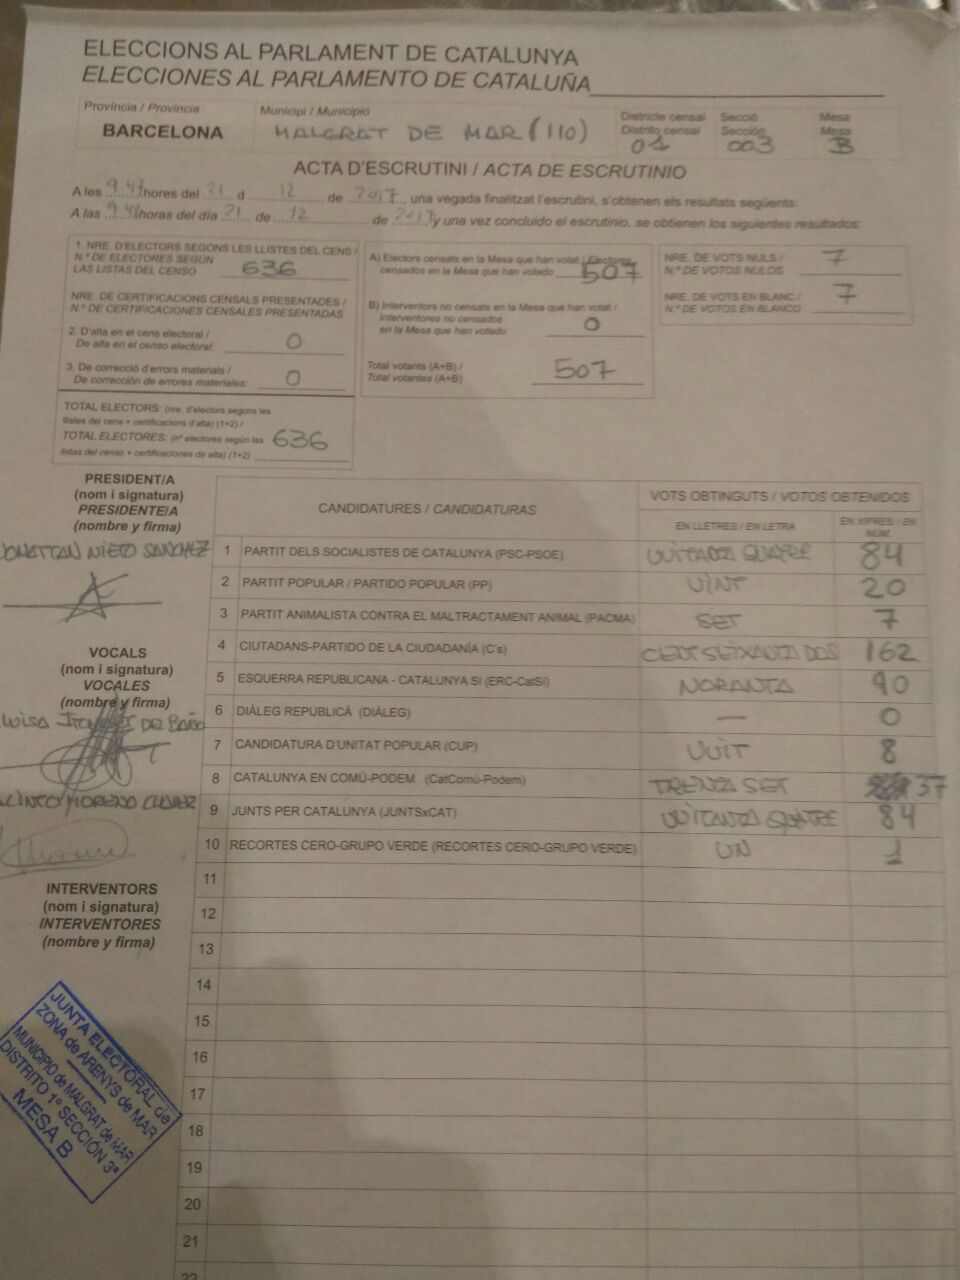 ELECCIONS AL PARLAMENT DE CATALUNYA
ELECCIONES AL PARLAMENTO DE CATALUÑA
Província / Provincia
BARCELONA
Municipi / Municipio
MALGRAT DE MAR (110)
Districte censal
Distrito censal
01
Secció
Sección
003
Mesa
Mesa
B
ACTA D'ESCRUTINI / ACTA DE ESCRUTINIO
A les 9.41 hores del 21 d 12 de 2017, una vegada finalitzat l'escrutini, s'obtenen els resultats següents:
A las 9.41 horas del día 21 de 12 de 2017, y una vez concluido el escrutinio, se obtienen los siguientes resultados:
1. NRE. D'ELECTORS SEGONS LES LLISTES DEL CENS /
N.º DE ELECTORES SEGÚN
LAS LISTAS DEL CENSO 636
NRE. DE CERTIFICACIONS CENSALS PRESENTADES /
N.º DE CERTIFICACIONES CENSALES PRESENTADAS
2. D'alta en el cens electoral /
De alta en el censo electoral: 0
3. De correcció d'errors materials /
De corrección de errores materiales: 0
TOTAL ELECTORS: (nre. d'electors segons les
llistes del cens + certificacions d'alta) (1+2) /
TOTAL ELECTORES: (nº electores según las
listas del censo + certificaciones de alta) (1+2) 636
A) Electors censats en la Mesa que han votat / Electores
censados en la Mesa que han votado 507
B) Interventors no censats en la Mesa que han votat /
Interventores no censados
en la Mesa que han votado 0
Total votants (A+B) /
Total votantes (A+B) 507
NRE. DE VOTS NULS /
N.º DE VOTOS NULOS 7
NRE. DE VOTS EN BLANC /
N.º DE VOTOS EN BLANCO 7
PRESIDENT/A
(nom i signatura)
PRESIDENTE/A
(nombre y firma)
JONATTAN NIETO SANCHEZ
VOCALS
(nom i signatura)
VOCALES
(nombre y firma)
INTERVENTORS
(nom i signatura)
INTERVENTORES
(nombre y firma)
CANDIDATURES / CANDIDATURAS
VOTS OBTINGUTS / VOTOS OBTENIDOS
EN LLETRES / EN LETRA
EN XIFRES / EN NÚM.
1 PARTIT DELS SOCIALISTES DE CATALUNYA (PSC-PSOE) 84
2 PARTIT POPULAR / PARTIDO POPULAR (PP) VINT 20
3 PARTIT ANIMALISTA CONTRA EL MALTRACTAMENT ANIMAL (PACMA) SET 7
4 CIUTADANS-PARTIDO DE LA CIUDADANÍA (C's) CENT SEIXANTA DOS 162
5 ESQUERRA REPUBLICANA - CATALUNYA SÍ (ERC-CatSí) NORANTA 90
6 DIÀLEG REPUBLICÀ (DIÀLEG) — 0
7 CANDIDATURA D'UNITAT POPULAR (CUP) VUIT 8
8 CATALUNYA EN COMÚ-PODEM (CatComú-Podem) TRENTA SET 37
9 JUNTS PER CATALUNYA (JUNTSxCAT) VUITANTA QUATRE 84
10 RECORTES CERO-GRUPO VERDE (RECORTES CERO-GRUPO VERDE) UN 1
11
12
13
14
15
16
17
18
19
20
21
22
JUNTA ELECTORAL de
ZONA de ARENYS de MAR
MUNICIPIO de MALGRAT de MAR
DISTRITO 1º SECCIÓN 3ª
MESA B